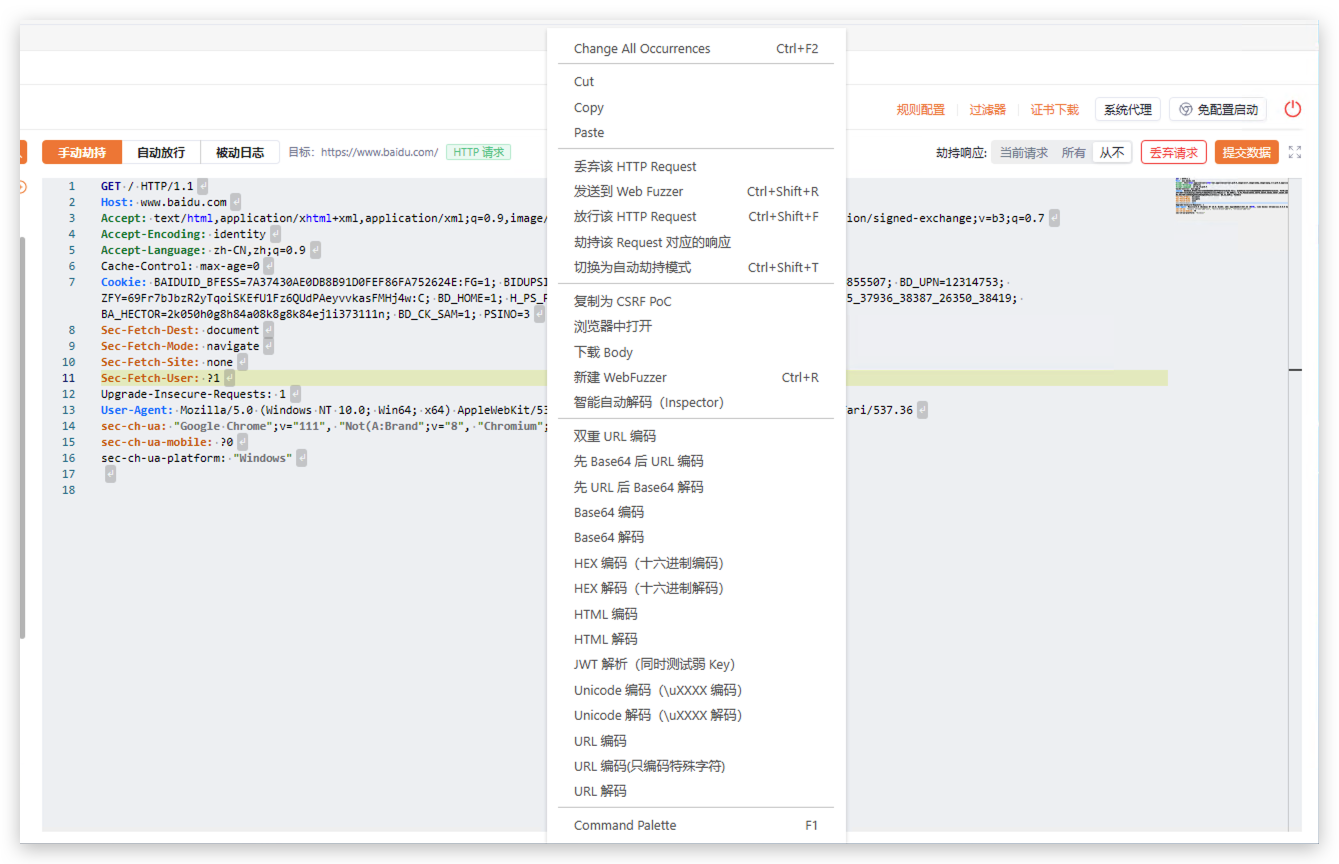 规则配置 过滤器 证书下载 系统代理 免配置启动
手动劫持 自动放行 被动日志 目标: https://www.baidu.com/ HTTP 请求 劫持响应: 当前请求 所有 从不 丢弃请求 提交数据
1 GET / HTTP/1.1
2 Host: www.baidu.com
3 Accept: text/html,application/xhtml+xml,application/xml;q=0.9,image/ ion/signed-exchange;v=b3;q=0.7
4 Accept-Encoding: identity
5 Accept-Language: zh-CN,zh;q=0.9
6 Cache-Control: max-age=0
7 Cookie: BAIDUID_BFESS=7A37430AE0DB8B91D0FEF86FA752624E:FG=1; BIDUPSI 855507; BD_UPN=12314753;
ZFY=69Fr7bJbzR2yTqoiSKEfU1Fz6QUdPAeyvvkasFMHj4w:C; BD_HOME=1; H_PS_P 5_37936_38387_26350_38419;
BA_HECTOR=2k050h0g8h84a08k8g8k84ej1i373111n; BD_CK_SAM=1; PSINO=3
8 Sec-Fetch-Dest: document
9 Sec-Fetch-Mode: navigate
10 Sec-Fetch-Site: none
11 Sec-Fetch-User: ?1
12 Upgrade-Insecure-Requests: 1
13 User-Agent: Mozilla/5.0 (Windows NT 10.0; Win64; x64) AppleWebKit/53 ari/537.36
14 sec-ch-ua: "Google Chrome";v="111", "Not(A:Brand";v="8", "Chromium";
15 sec-ch-ua-mobile: ?0
16 sec-ch-ua-platform: "Windows"
17
18
Change All Occurrences Ctrl+F2
Cut
Copy
Paste
丢弃该 HTTP Request
发送到 Web Fuzzer Ctrl+Shift+R
放行该 HTTP Request Ctrl+Shift+F
劫持该 Request 对应的响应
切换为自动劫持模式 Ctrl+Shift+T
复制为 CSRF PoC
浏览器中打开
下载 Body
新建 WebFuzzer Ctrl+R
智能自动解码（Inspector）
双重 URL 编码
先 Base64 后 URL 编码
先 URL 后 Base64 解码
Base64 编码
Base64 解码
HEX 编码（十六进制编码）
HEX 解码（十六进制解码）
HTML 编码
HTML 解码
JWT 解析（同时测试弱 Key）
Unicode 编码（\uXXXX 编码）
Unicode 解码（\uXXXX 解码）
URL 编码
URL 编码(只编码特殊字符)
URL 解码
Command Palette F1